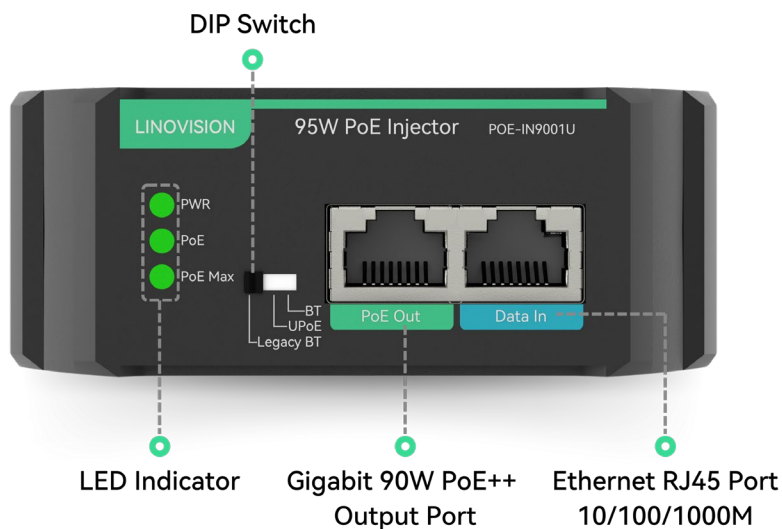 DIP Switch
LINOVISION
95W PoE Injector POE-IN9001U
PWR
PoE
PoE Max
BT
UPoE
Legacy BT
PoE Out
Data In
LED Indicator
Gigabit 90W PoE++
Output Port
Ethernet RJ45 Port
10/100/1000M